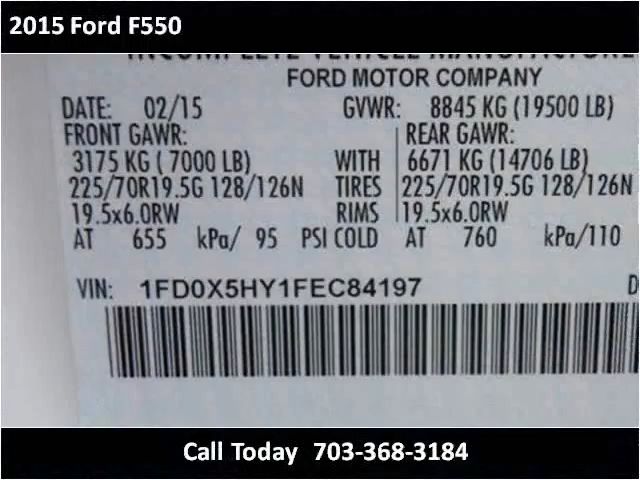 2015 Ford F550
INCOMPLETE VEHICLE MANUFACTURE
FORD MOTOR COMPANY
DATE: 02/15 GVWR: 8845 KG (19500 LB)
FRONT GAWR: REAR GAWR:
3175 KG ( 7000 LB) WITH 6671 KG (14706 LB)
225/70R19.5G 128/126N TIRES 225/70R19.5G 128/126N
19.5x6.0RW RIMS 19.5x6.0RW
AT 655 kPa/ 95 PSI COLD AT 760 kPa/110
VIN: 1FD0X5HY1FEC84197
Call Today 703-368-3184